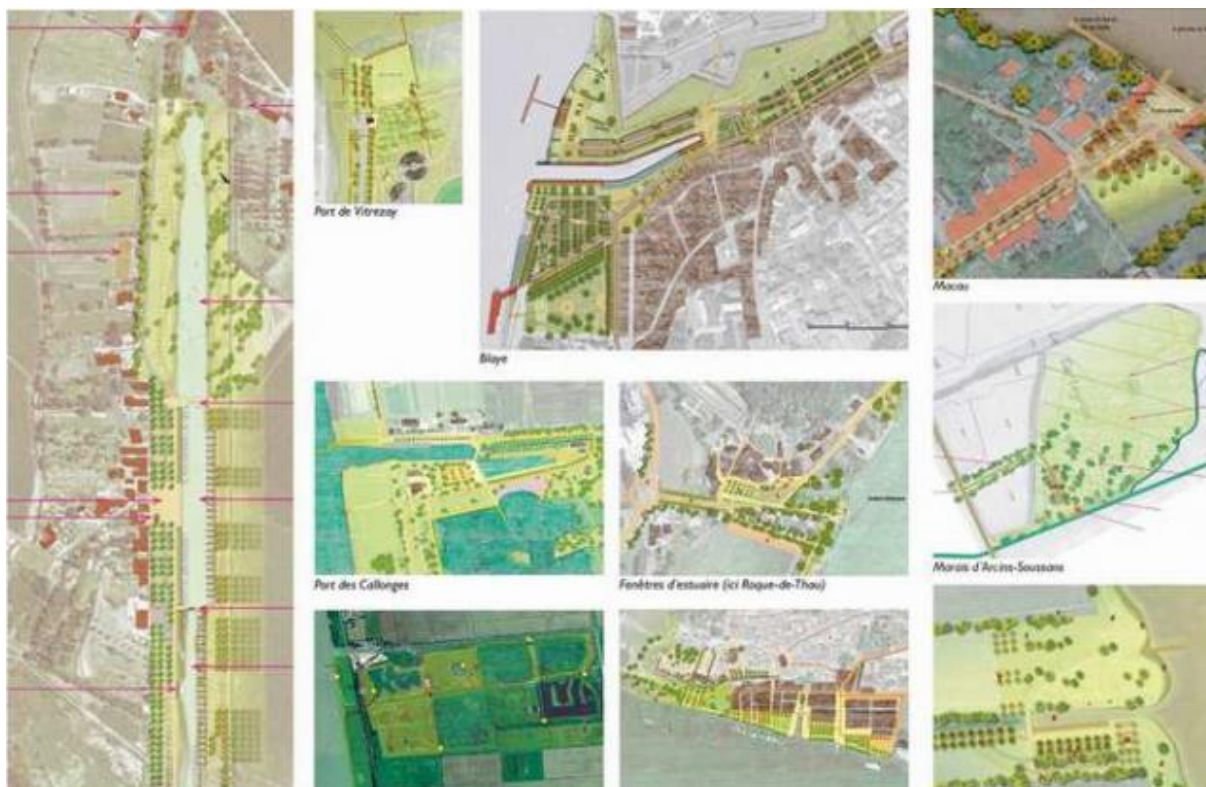 Port de Vitrezay
Blaye
Macau
Port des Callonges
Fenêtres d'estuaire (ici Roque-de-Thau)
Marais d'Arcins-Soussans